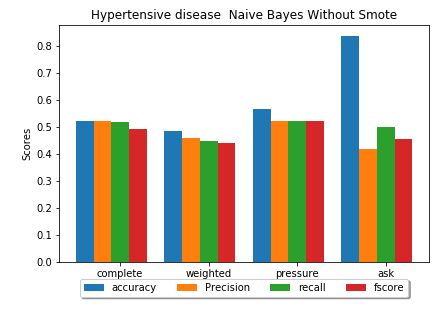 Hypertensive disease  Naive Bayes Without Smote
0.8
0.7
0.6
0.5
0.4
0.3
0.2
0.1
0.0
Scores
complete weighted pressure ask
accuracy Precision recall fscore